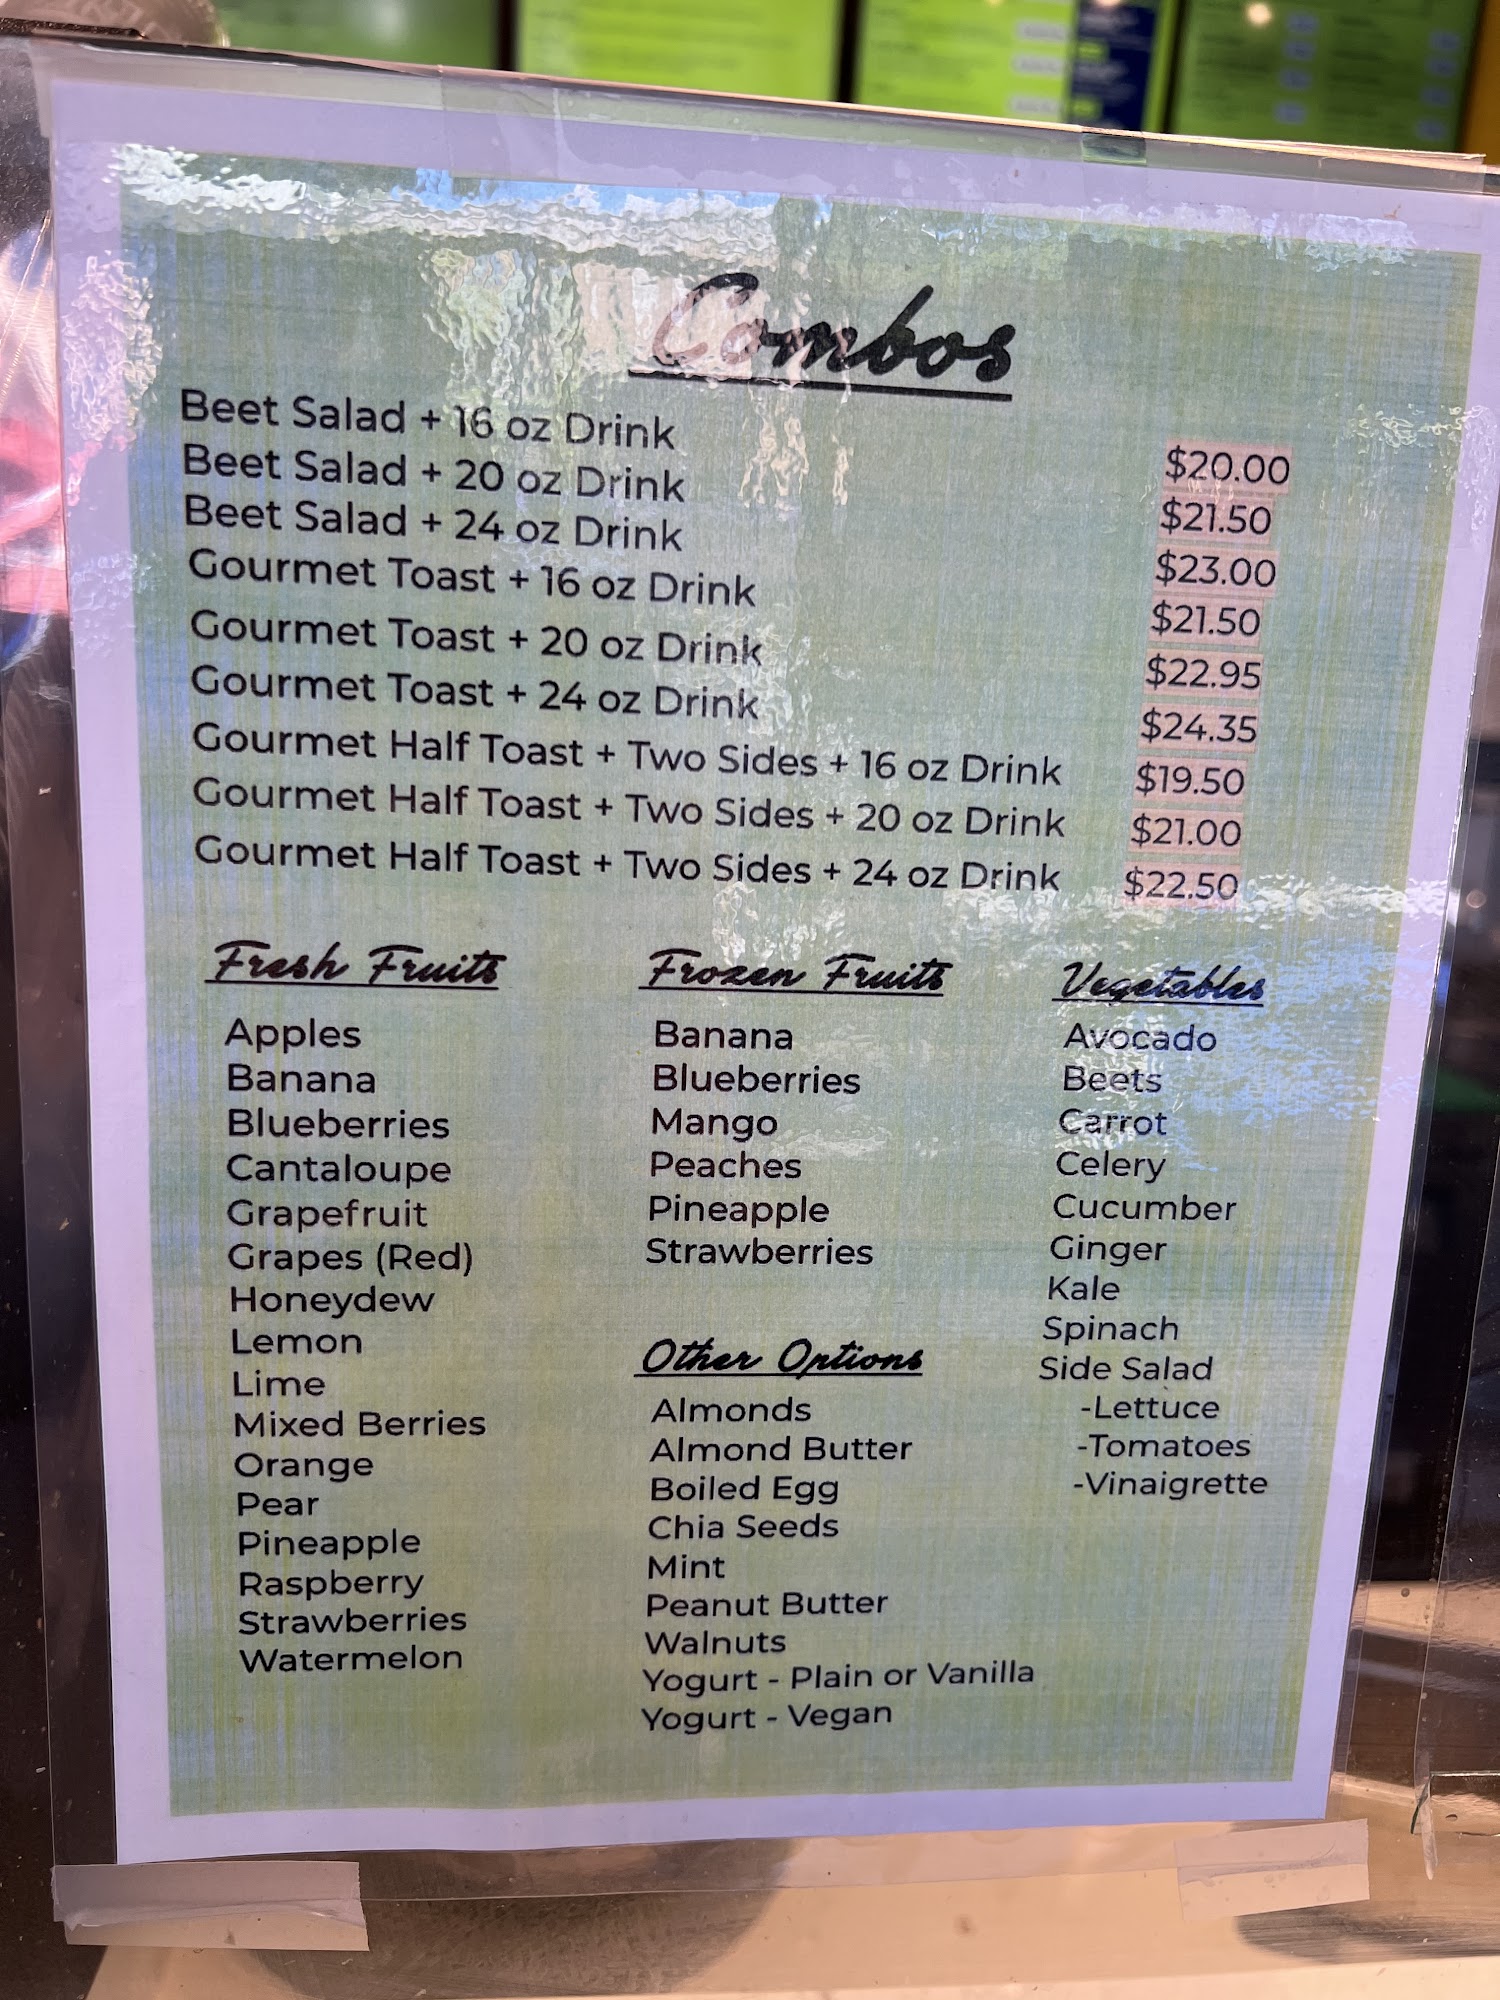 Combos
Beet Salad + 16 oz Drink $20.00
Beet Salad + 20 oz Drink $21.50
Beet Salad + 24 oz Drink $23.00
Gourmet Toast + 16 oz Drink $21.50
Gourmet Toast + 20 oz Drink $22.95
Gourmet Toast + 24 oz Drink $24.35
Gourmet Half Toast + Two Sides + 16 oz Drink $19.50
Gourmet Half Toast + Two Sides + 20 oz Drink $21.00
Gourmet Half Toast + Two Sides + 24 oz Drink $22.50
Fresh Fruits
Apples
Banana
Blueberries
Cantaloupe
Grapefruit
Grapes (Red)
Honeydew
Lemon
Lime
Mixed Berries
Orange
Pear
Pineapple
Raspberry
Strawberries
Watermelon
Frozen Fruits
Banana
Blueberries
Mango
Peaches
Pineapple
Strawberries
Other Options
Almonds
Almond Butter
Boiled Egg
Chia Seeds
Mint
Peanut Butter
Walnuts
Yogurt - Plain or Vanilla
Yogurt - Vegan
Vegetables
Avocado
Beets
Carrot
Celery
Cucumber
Ginger
Kale
Spinach
Side Salad
-Lettuce
-Tomatoes
-Vinaigrette